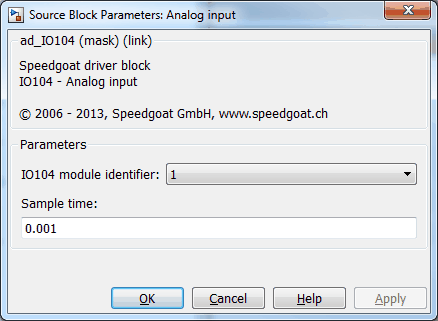 Source Block Parameters: Analog input
ad_IO104 (mask) (link)
Speedgoat driver block
IO104 - Analog input
© 2006 - 2013, Speedgoat GmbH, www.speedgoat.ch
Parameters
IO104 module identifier: 1
Sample time:
0.001
OK Cancel Help Apply